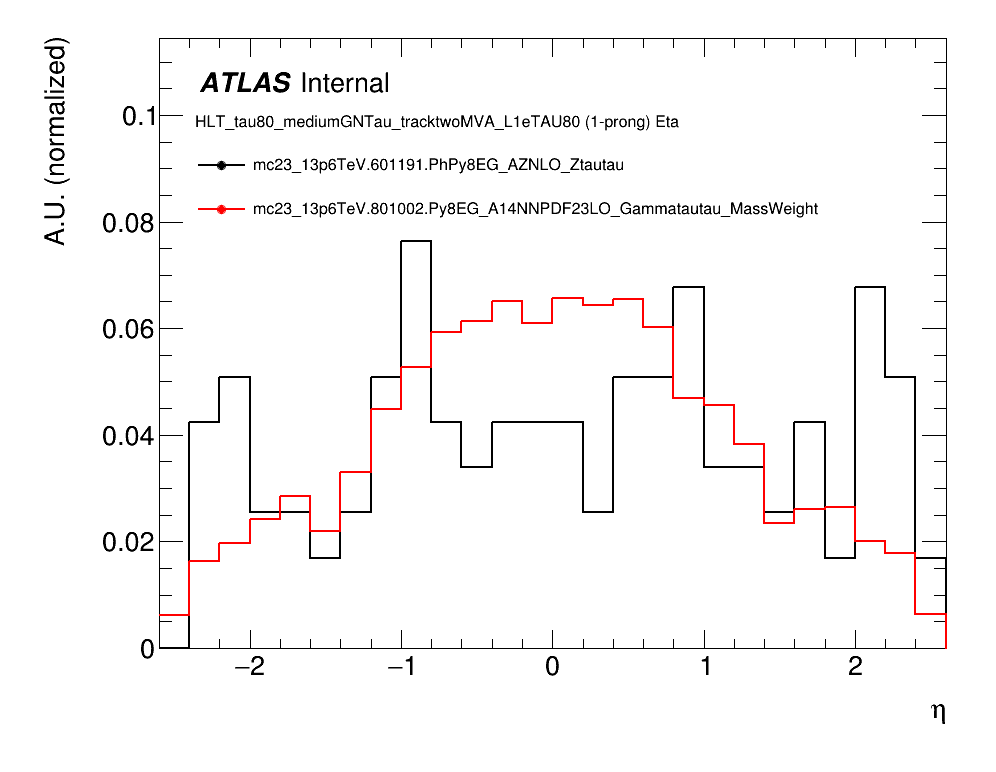 A.U. (normalized)
ATLAS Internal
HLT_tau80_mediumGNTau_tracktwoMVA_L1eTAU80 (1-prong) Eta
mc23_13p6TeV.601191.PhPy8EG_AZNLO_Ztautau
mc23_13p6TeV.801002.Py8EG_A14NNPDF23LO_Gammatautau_MassWeight
0.1
0.08
0.06
0.04
0.02
0
−2 −1 0 1 2
η